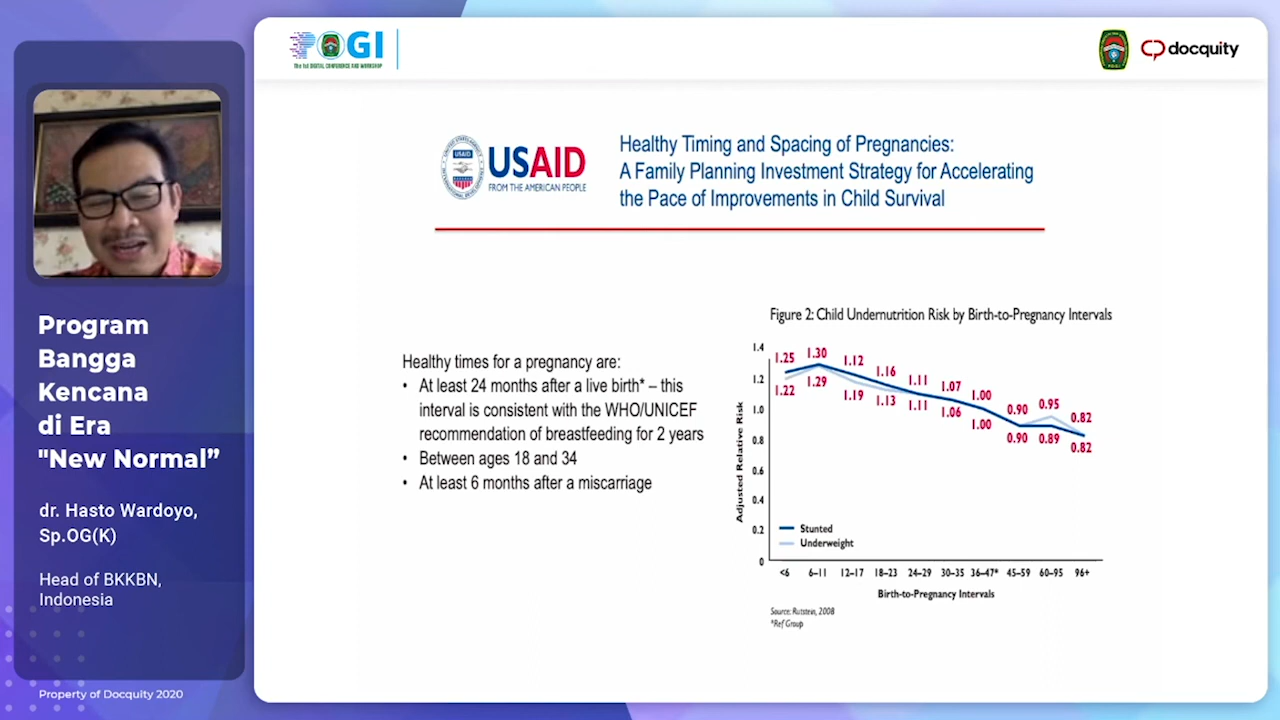 POGI
The 1st DIGITAL CONFERENCE AND WORKSHOP
docquity
Program
Bangga
Kencana
di Era
"New Normal”
dr. Hasto Wardoyo,
Sp.OG(K)
Head of BKKBN,
Indonesia
Property of Docquity 2020
USAID
USAID
FROM THE AMERICAN PEOPLE
Healthy Timing and Spacing of Pregnancies:
A Family Planning Investment Strategy for Accelerating
the Pace of Improvements in Child Survival
Healthy times for a pregnancy are:
• At least 24 months after a live birth* – this
interval is consistent with the WHO/UNICEF
recommendation of breastfeeding for 2 years
• Between ages 18 and 34
• At least 6 months after a miscarriage
Figure 2: Child Undernutrition Risk by Birth-to-Pregnancy Intervals
Adjusted Relative Risk
1.4
1.2
1.0
0.8
0.6
0.4
0.2
0
1.25 1.30 1.12 1.16 1.11 1.07 1.00 0.90 0.95 0.82
1.22 1.29 1.19 1.13 1.11 1.06 1.00 0.90 0.89 0.82
Stunted
Underweight
<6 6–11 12–17 18–23 24–29 30–35 36–47* 45–59 60–95 96+
Birth-to-Pregnancy Intervals
Source: Rutstein, 2008
*Ref Group